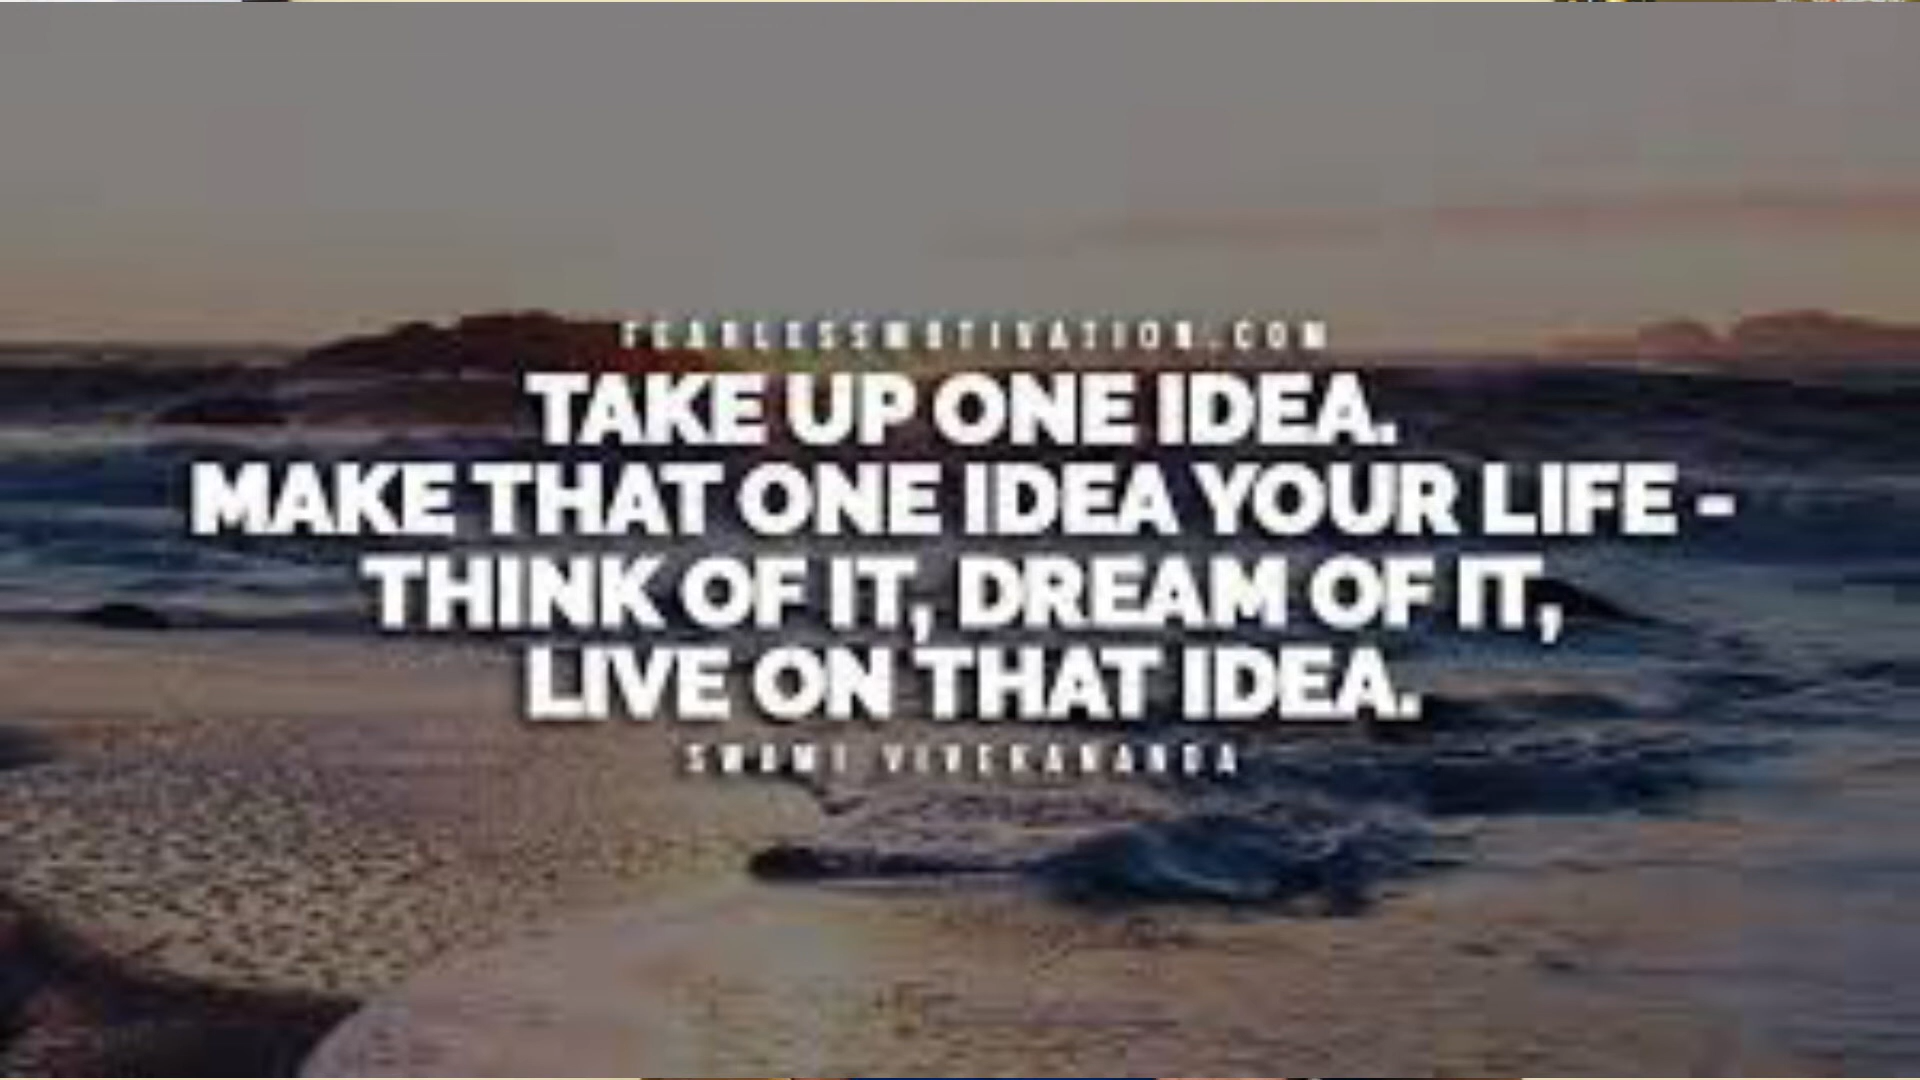 FEARLESSMOTIVATION.COM
TAKE UP ONE IDEA.
MAKE THAT ONE IDEA YOUR LIFE -
THINK OF IT, DREAM OF IT,
LIVE ON THAT IDEA.
SWAMI VIVEKANANDA